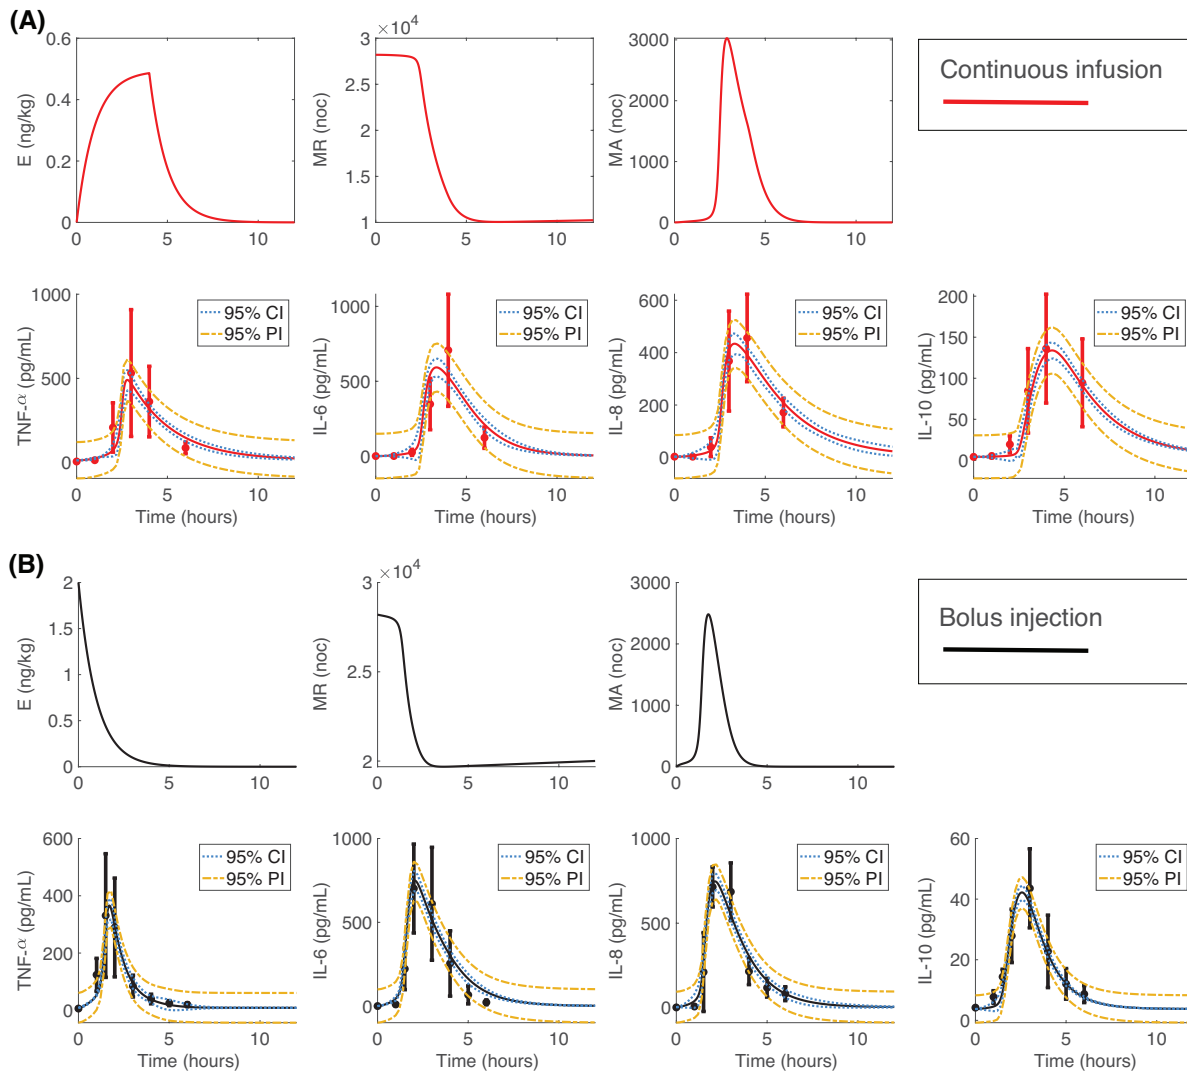 (A)
0.6
0.4
0.2
0
E (ng/kg)
0 5 10
×10⁴
3
2.5
2
1.5
1
MR (noc)
0 5 10
3000
2000
1000
0
MA (noc)
0 5 10
Continuous infusion
1000
500
0
TNF-α (pg/mL)
95% CI
95% PI
0 5 10
Time (hours)
1000
500
0
IL-6 (pg/mL)
95% CI
95% PI
0 5 10
Time (hours)
600
400
200
0
IL-8 (pg/mL)
95% CI
95% PI
0 5 10
Time (hours)
200
150
100
50
0
IL-10 (pg/mL)
95% CI
95% PI
0 5 10
Time (hours)
(B)
2
1.5
1
0.5
0
E (ng/kg)
0 5 10
×10⁴
3
2.5
2
MR (noc)
0 5 10
3000
2000
1000
0
MA (noc)
0 5 10
Bolus injection
600
400
200
0
TNF-α (pg/mL)
95% CI
95% PI
0 5 10
Time (hours)
1000
500
0
IL-6 (pg/mL)
95% CI
95% PI
0 5 10
Time (hours)
1000
500
0
IL-8 (pg/mL)
95% CI
95% PI
0 5 10
Time (hours)
60
40
20
0
IL-10 (pg/mL)
95% CI
95% PI
0 5 10
Time (hours)